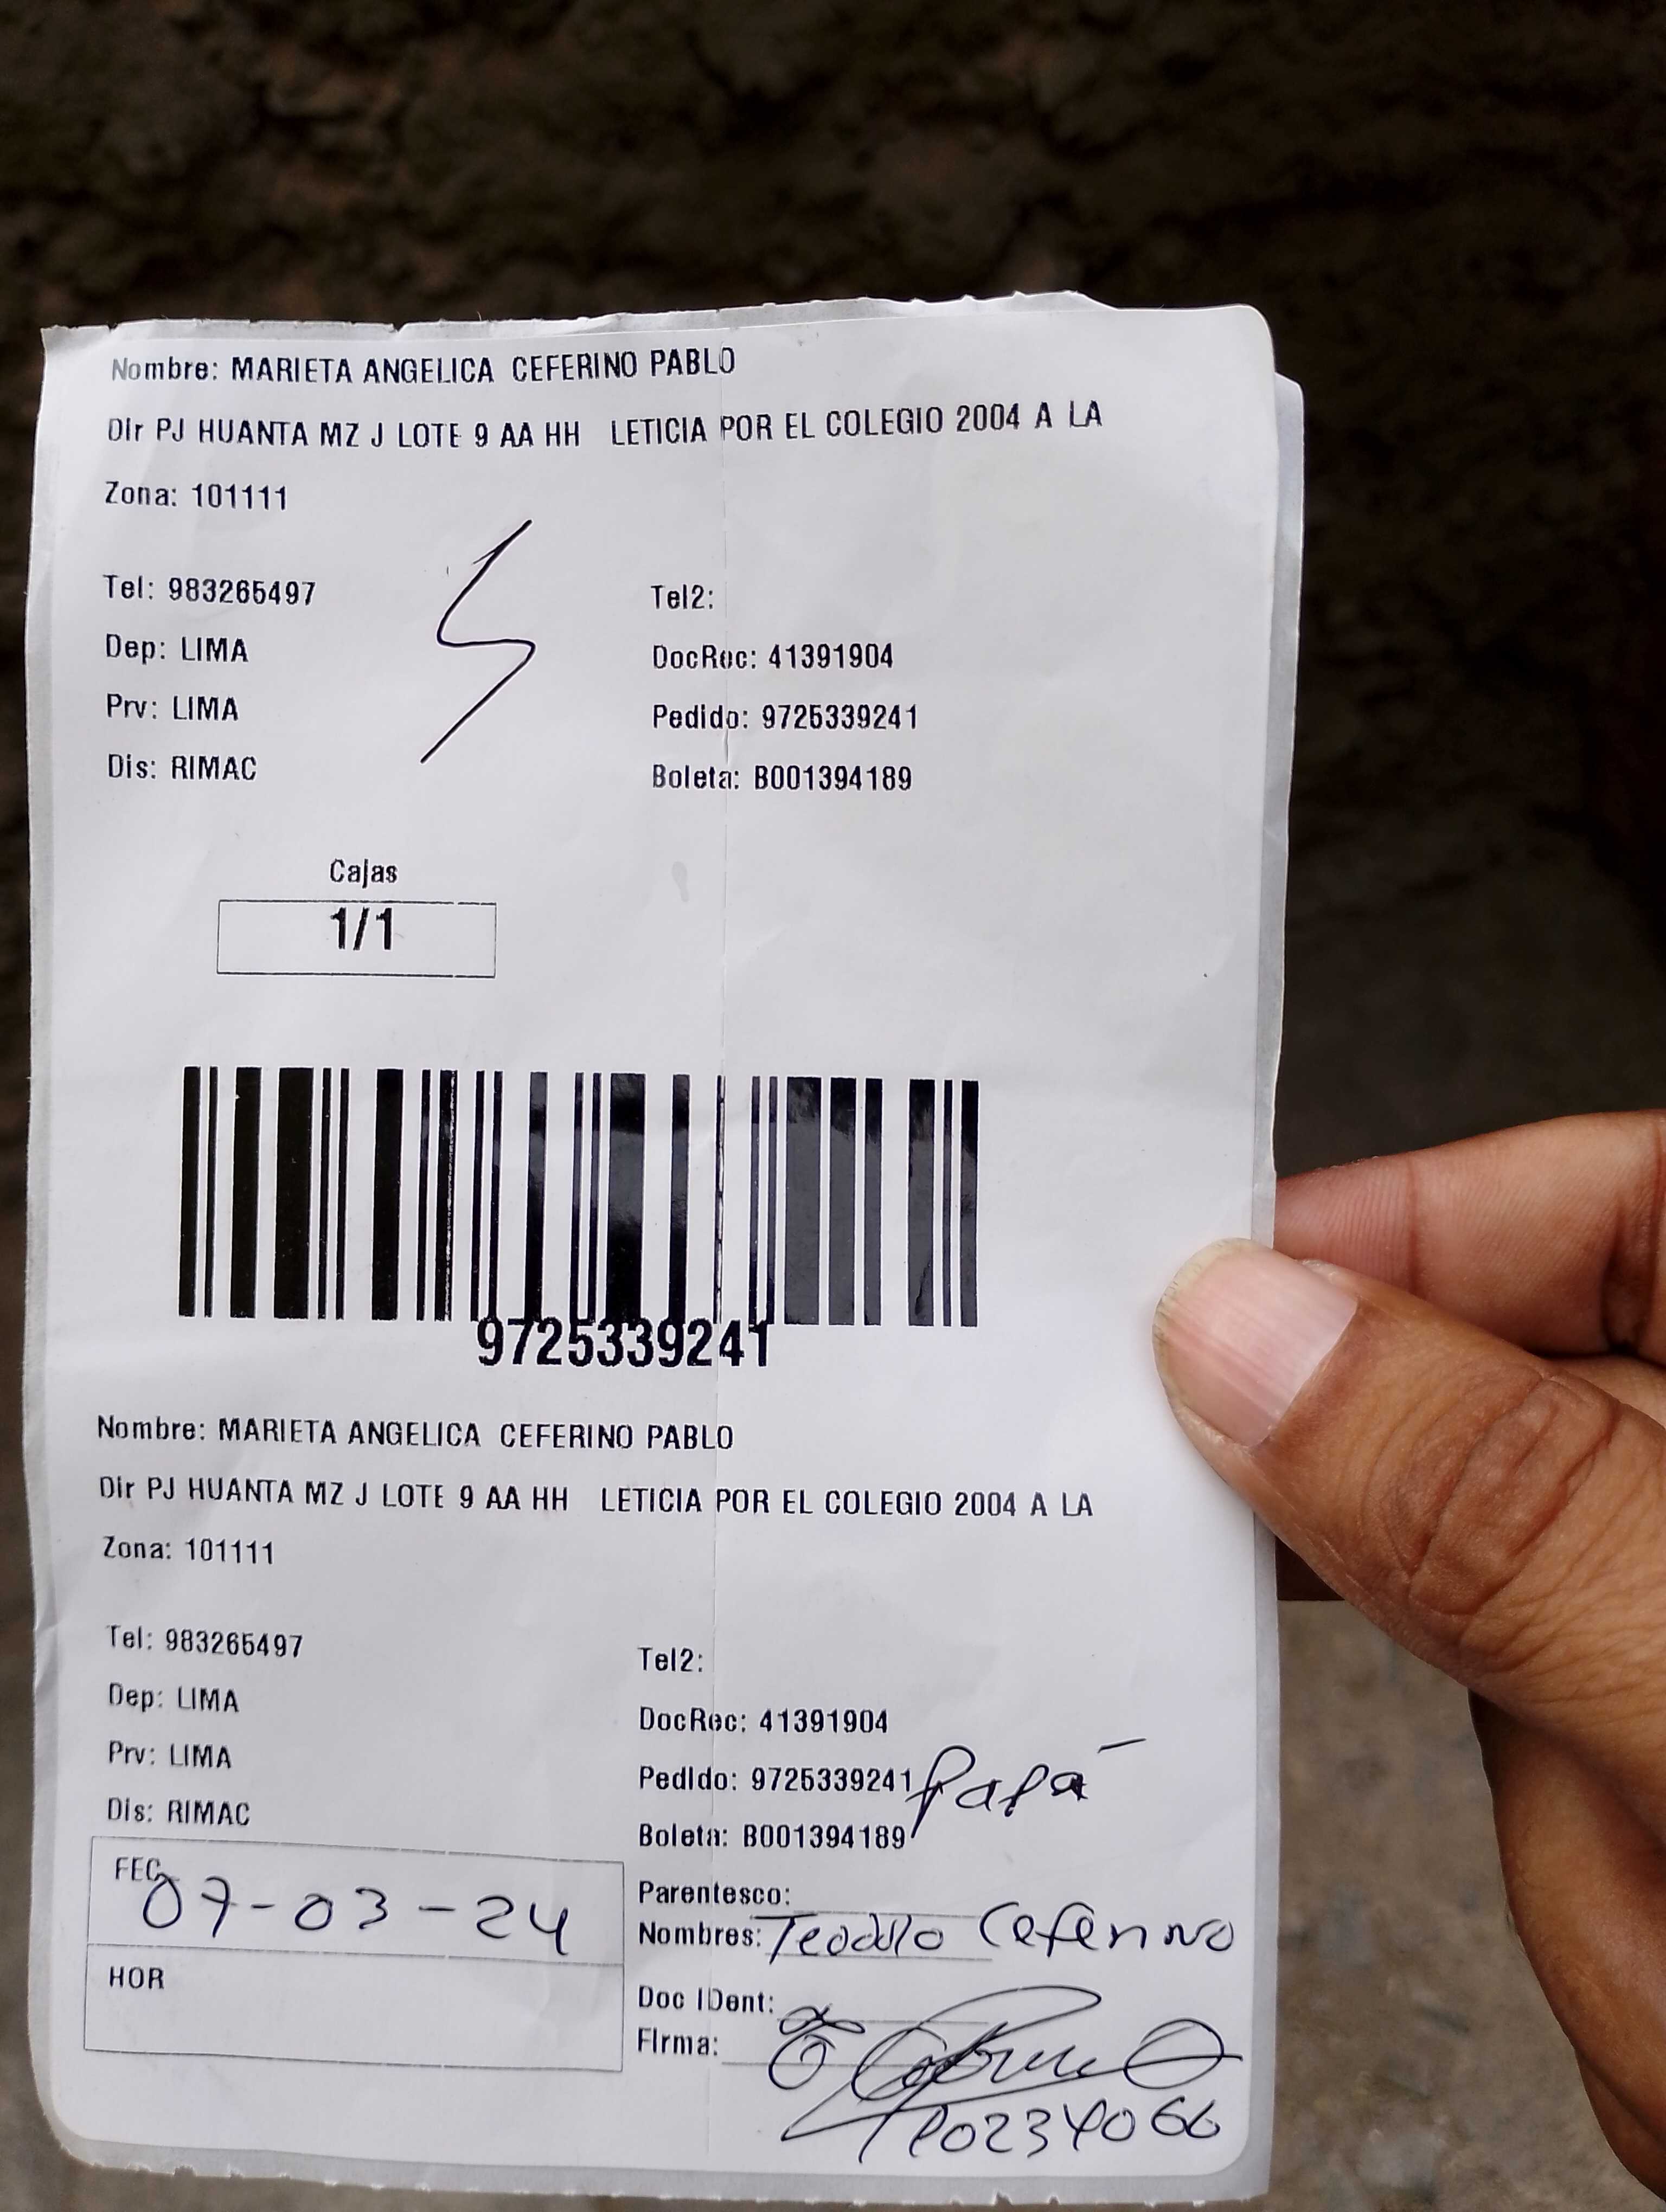 Nombre: MARIETA ANGELICA CEFERINO PABLO
Dir PJ HUANTA MZ J LOTE 9 AA HH LETICIA POR EL COLEGIO 2004 A LA
Zona: 101111
Tel: 983265497 Tel2:
Dep: LIMA DocRec: 41391904
Prv: LIMA Pedido: 9725339241
Dis: RIMAC Boleta: B001394189
Cajas
1/1
9725339241
Nombre: MARIETA ANGELICA CEFERINO PABLO
Dir PJ HUANTA MZ J LOTE 9 AA HH LETICIA POR EL COLEGIO 2004 A LA
Zona: 101111
Tel: 983265497 Tel2:
Dep: LIMA DocRec: 41391904
Prv: LIMA Pedido: 9725339241 Papá
Dis: RIMAC Boleta: B001394189
FEC 07-03-24 Parentesco:
Nombres: Ceferino
HOR Doc IDent:
Firma: